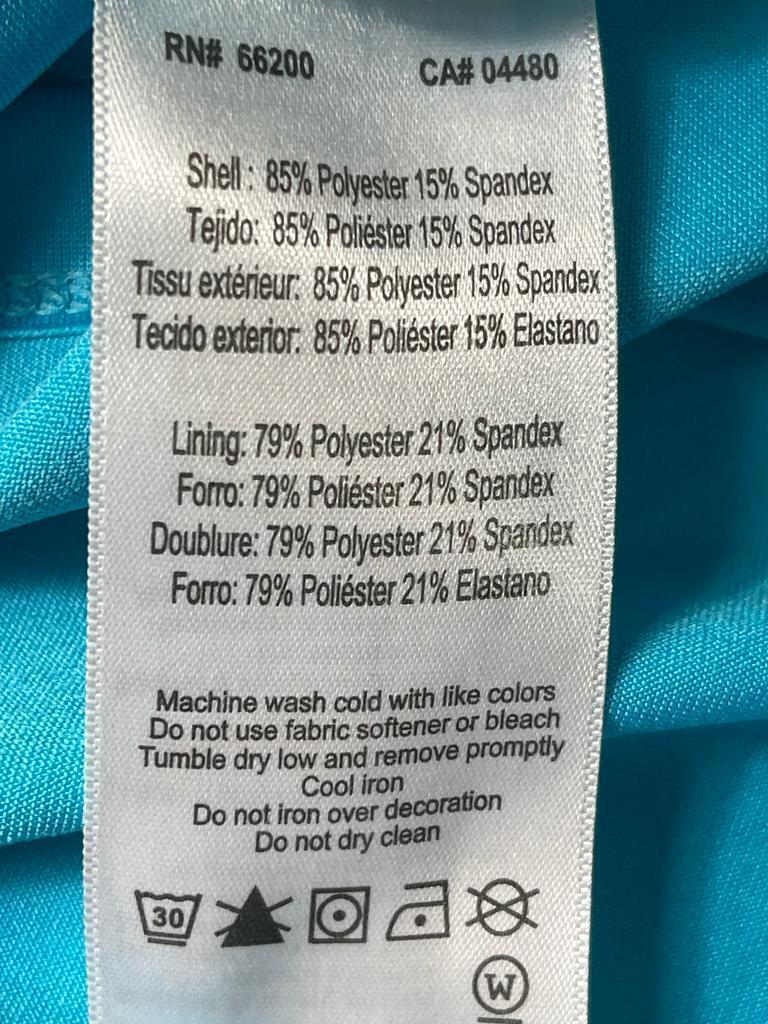 RN# 66200 CA# 04480
Shell : 85% Polyester 15% Spandex
Tejido: 85% Poliéster 15% Spandex
Tissu extérieur: 85% Polyester 15% Spandex
Tecido exterior: 85% Poliéster 15% Elastano
Lining: 79% Polyester 21% Spandex
Forro: 79% Poliéster 21% Spandex
Doublure: 79% Polyester 21% Spandex
Forro: 79% Poliéster 21% Elastano
Machine wash cold with like colors
Do not use fabric softener or bleach
Tumble dry low and remove promptly
Cool iron
Do not iron over decoration
Do not dry clean
30
W